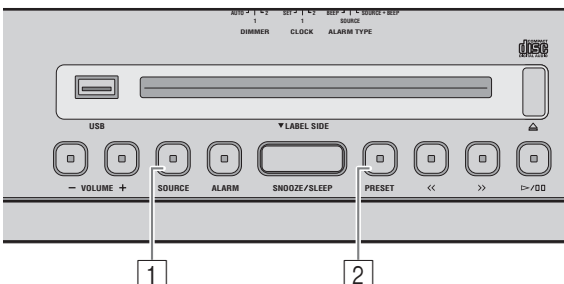 AUTO 1 2 SET 1 2 BEEP SOURCE SOURCE + BEEP
DIMMER CLOCK ALARM TYPE
COMPACT
disc
DIGITAL AUDIO
USB ▼LABEL SIDE
− VOLUME + SOURCE ALARM SNOOZE/SLEEP PRESET << >>
1 2